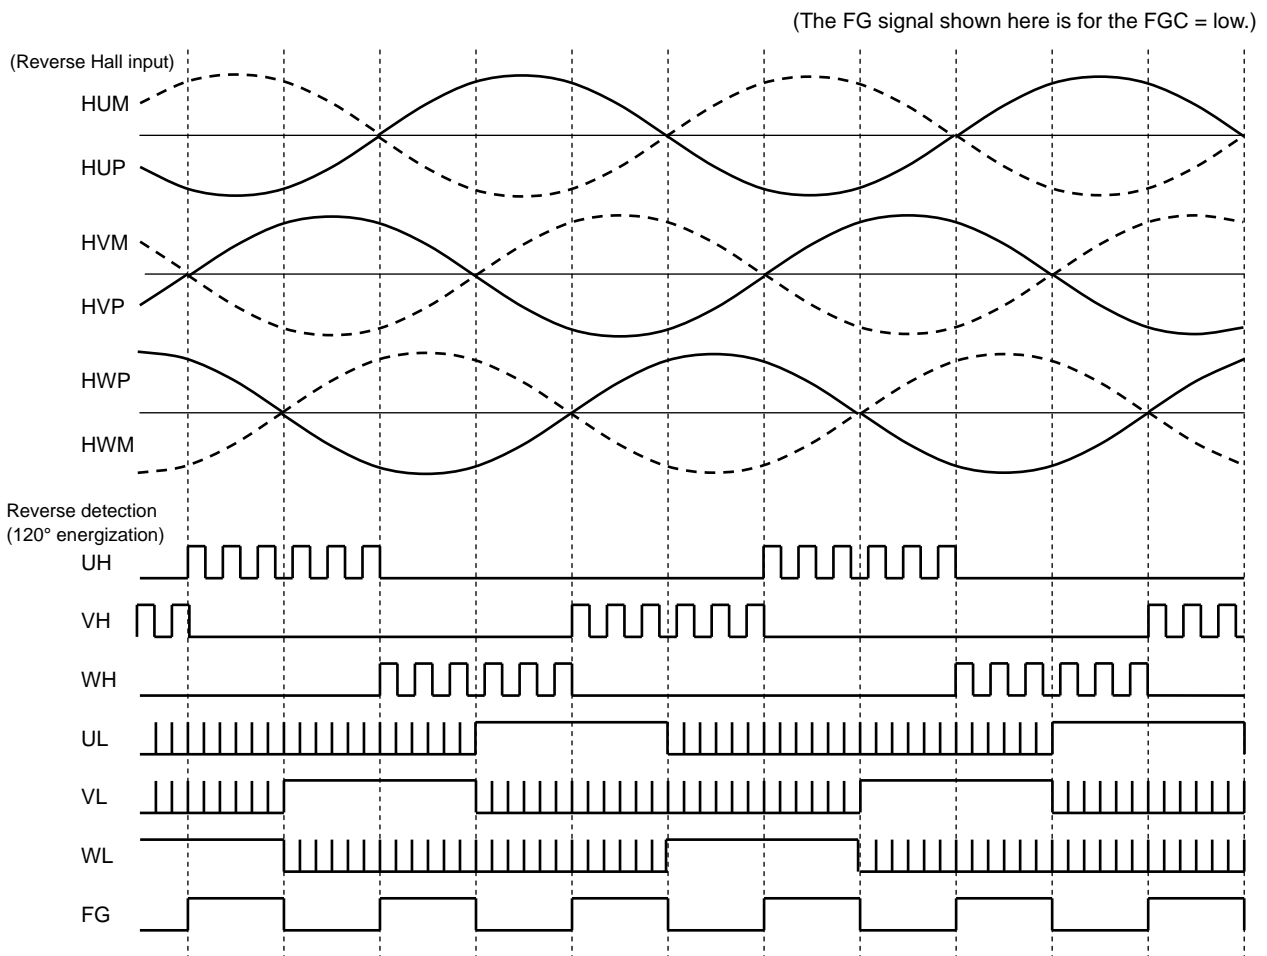 (The FG signal shown here is for the FGC = low.)
(Reverse Hall input)
HUM
HUP
HVM
HVP
HWP
HWM
Reverse detection
(120° energization)
UH
VH
WH
UL
VL
WL
FG